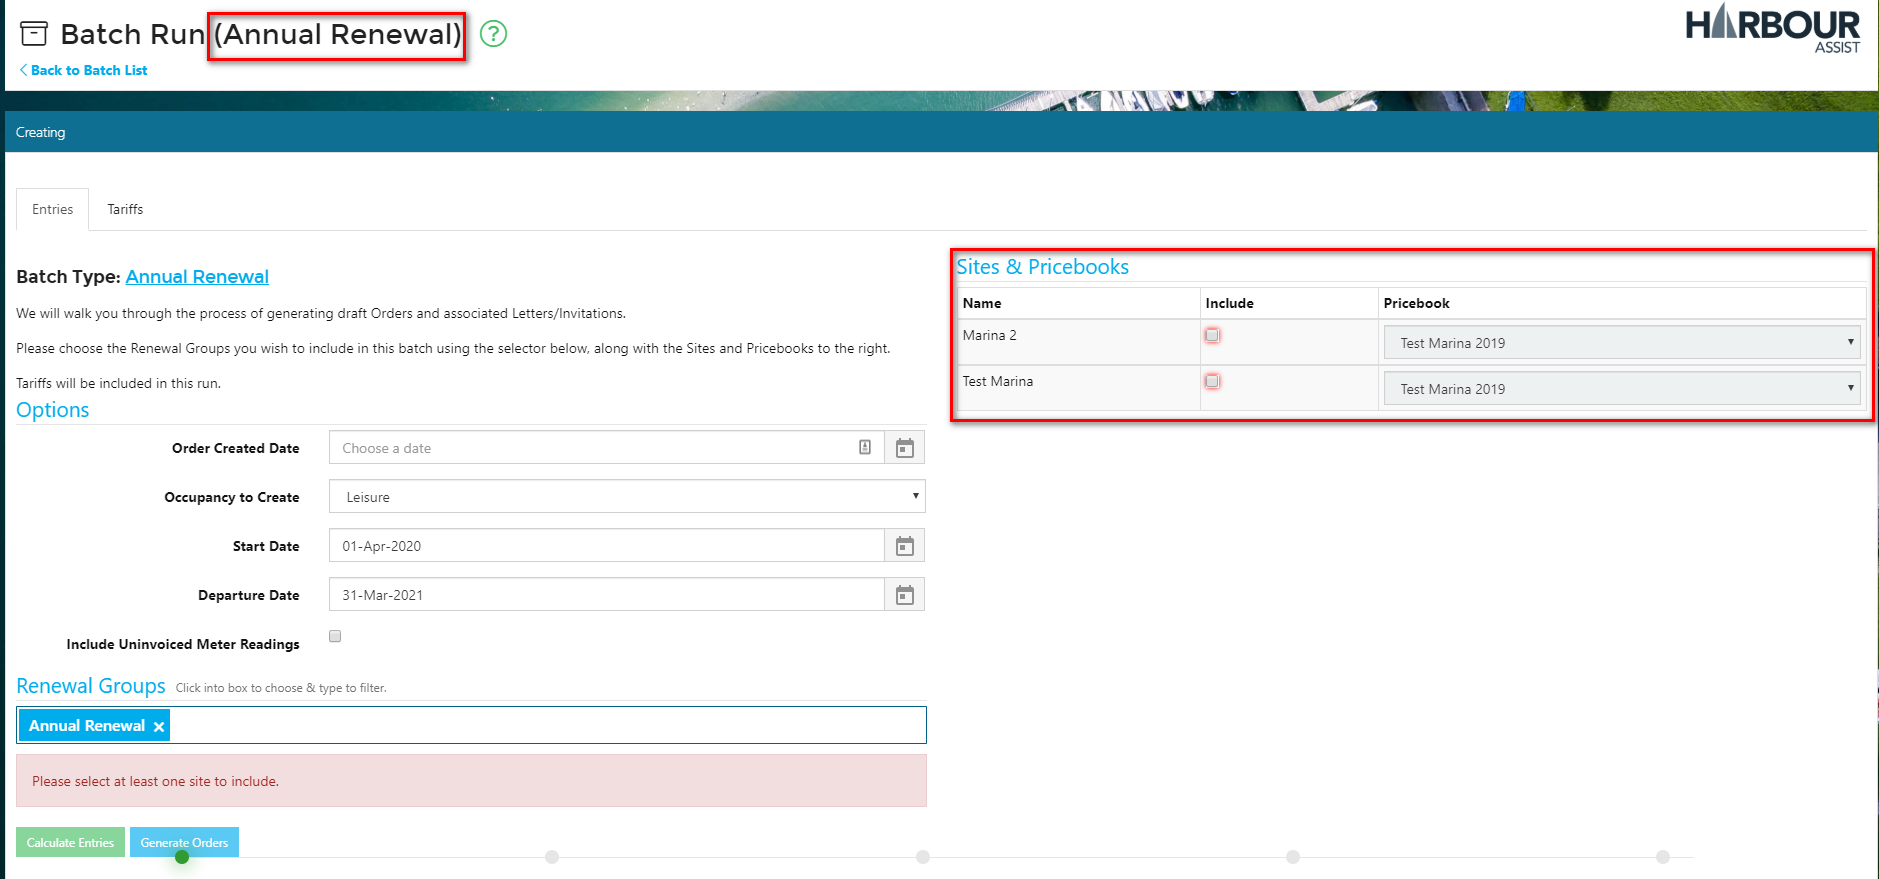 Batch Run (Annual Renewal) ?
HARBOUR
ASSIST
Back to Batch List
Creating
Entries
Tariffs
Batch Type: Annual Renewal
We will walk you through the process of generating draft Orders and associated Letters/Invitations.
Please choose the Renewal Groups you wish to include in this batch using the selector below, along with the Sites and Pricebooks to the right.
Tariffs will be included in this run.
Options
Order Created Date
Choose a date
Occupancy to Create
Leisure
Start Date
01-Apr-2020
Departure Date
31-Mar-2021
Include Uninvoiced Meter Readings
Renewal Groups Click into box to choose & type to filter.
Annual Renewal ×
Please select at least one site to include.
Calculate Entries
Generate Orders
Sites & Pricebooks
Name Include Pricebook
Marina 2 Test Marina 2019
Test Marina Test Marina 2019